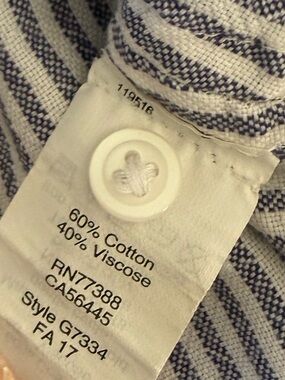 119516
60% Cotton
40% Viscose
RN77388
CA56445
Style G7334
FA 17